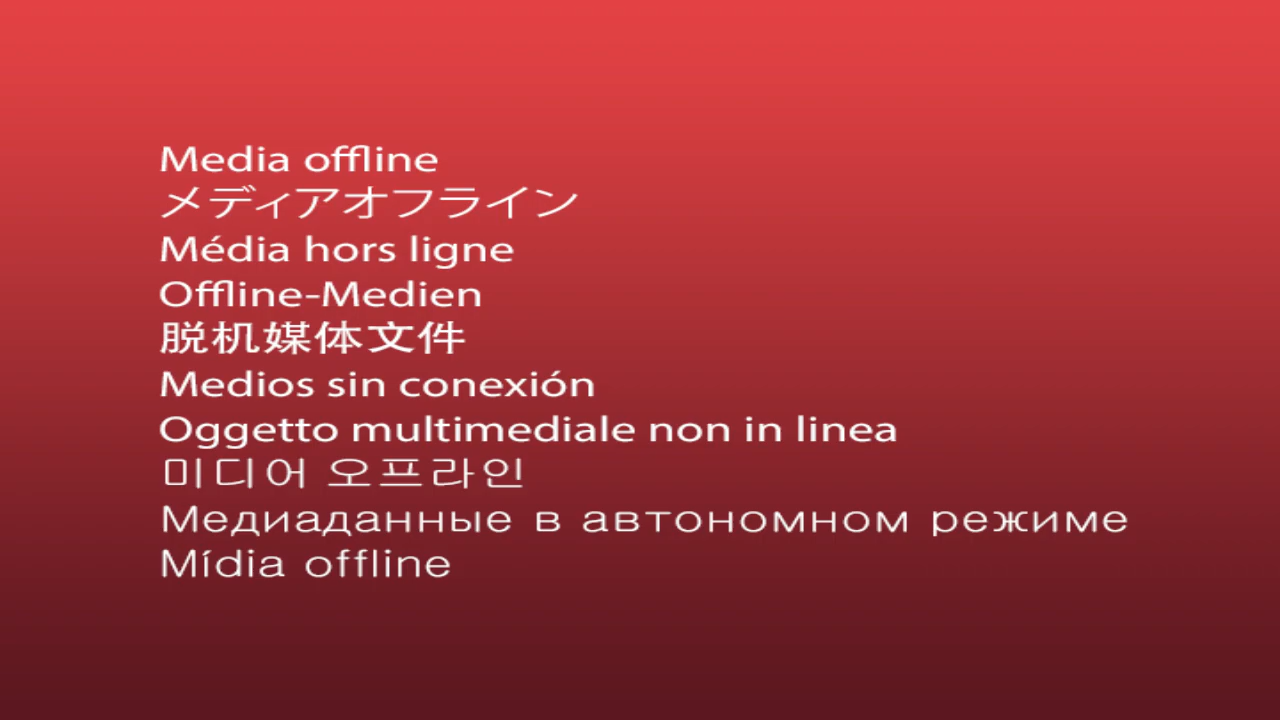 Media offline
メディアオフライン
Média hors ligne
Offline-Medien
脱机媒体文件
Medios sin conexión
Oggetto multimediale non in linea
미디어 오프라인
Медиаданные в автономном режиме
Mídia offline